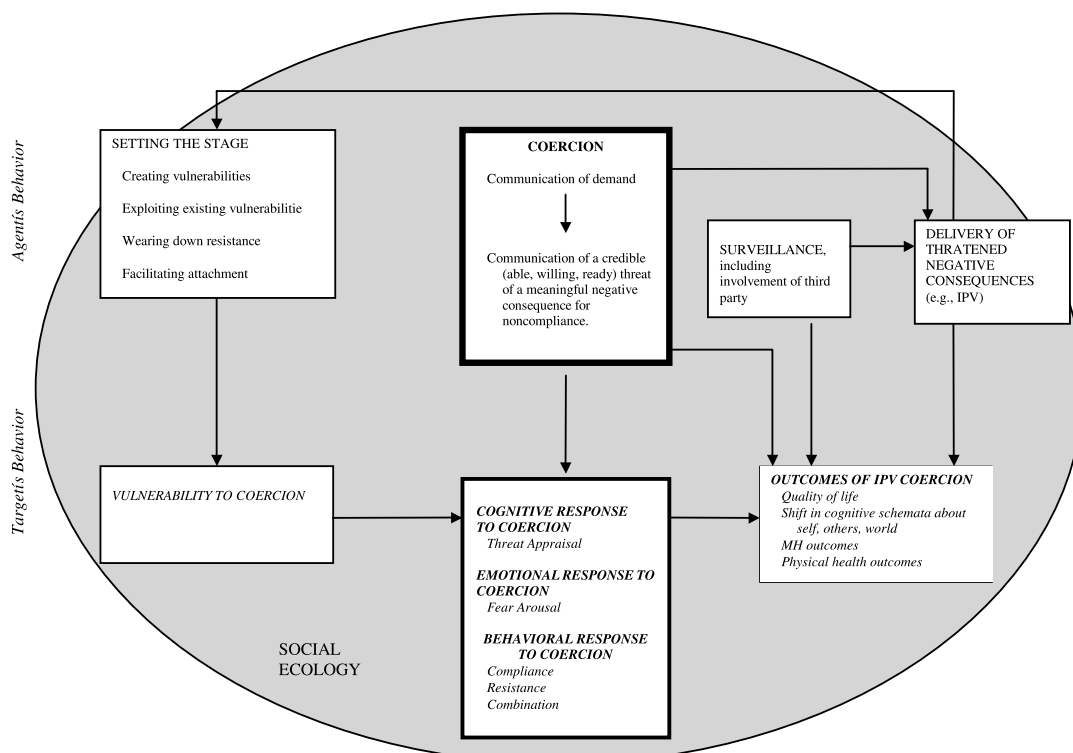 Agentís Behavior
SETTING THE STAGE
Creating vulnerabilities
Exploiting existing vulnerabilitie
Wearing down resistance
Facilitating attachment
COERCION
Communication of demand
Communication of a credible
(able, willing, ready) threat
of a meaningful negative
consequence for
noncompliance.
SURVEILLANCE,
including
involvement of third
party
DELIVERY OF
THRATENED
NEGATIVE
CONSEQUENCES
(e.g., IPV)
Targetís Behavior
VULNERABILITY TO COERCION
COGNITIVE RESPONSE
TO COERCION
Threat Appraisal
EMOTIONAL RESPONSE TO
COERCION
Fear Arousal
BEHAVIORAL RESPONSE
TO COERCION
Compliance
Resistance
Combination
OUTCOMES OF IPV COERCION
Quality of life
Shift in cognitive schemata about
self, others, world
MH outcomes
Physical health outcomes
SOCIAL
ECOLOGY